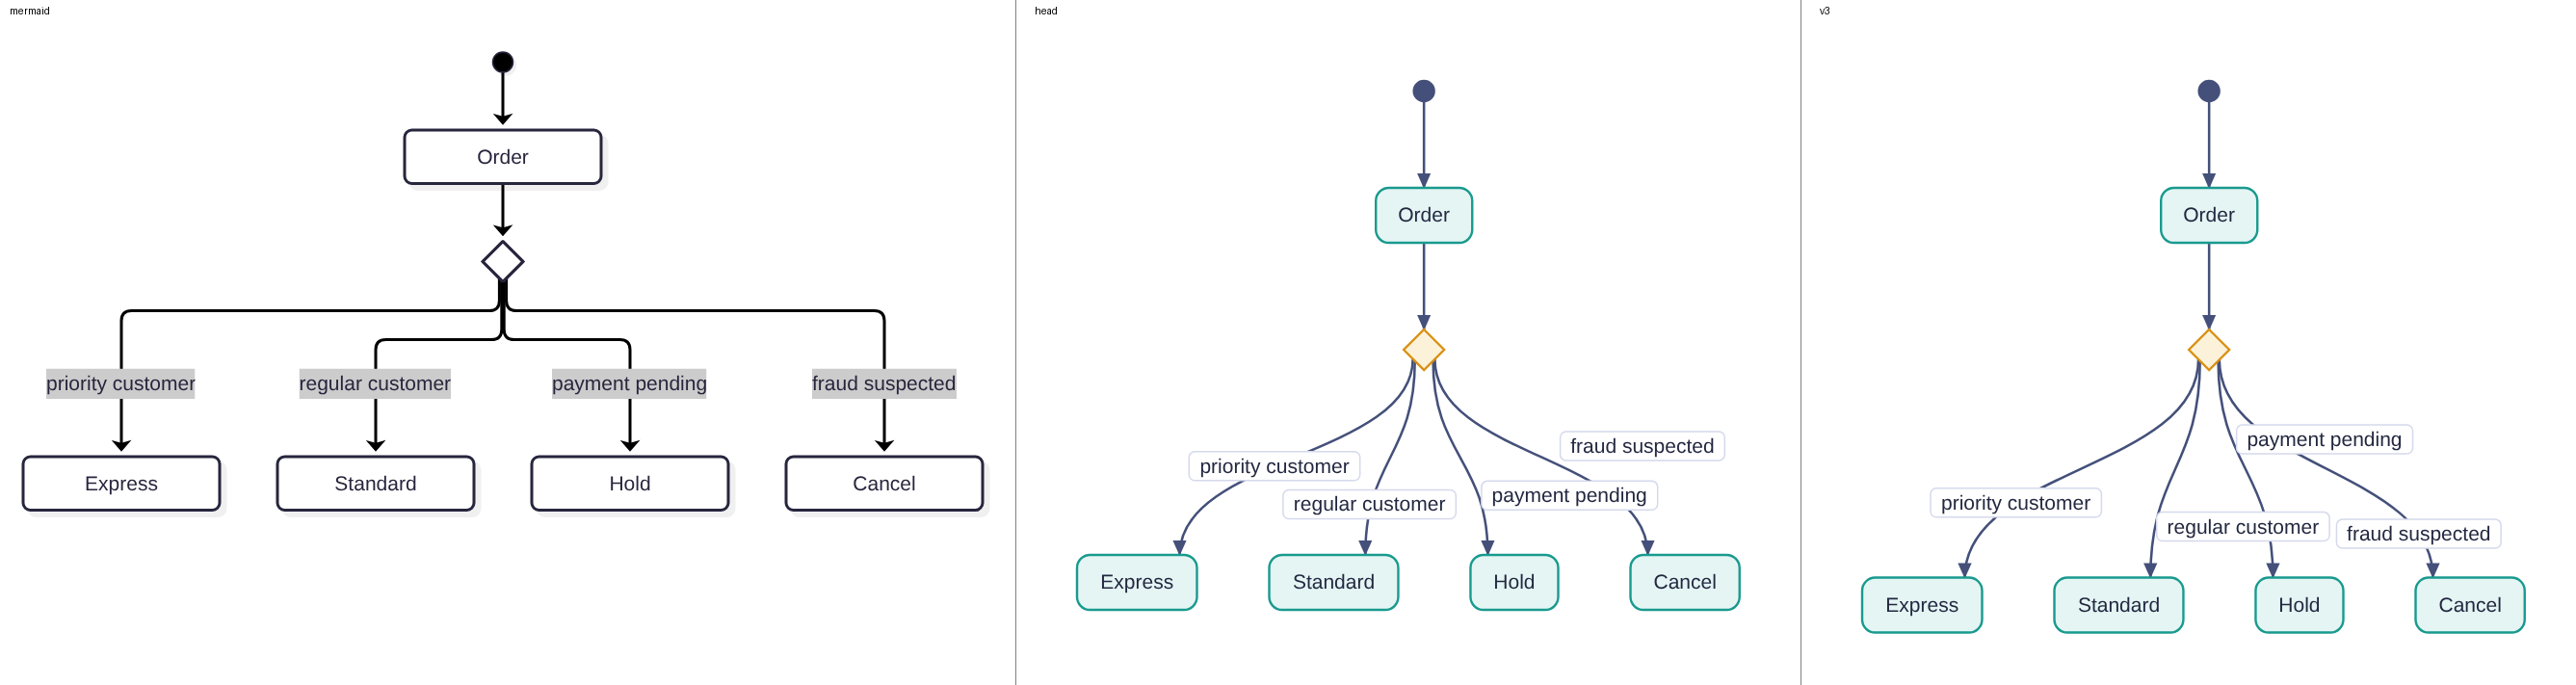 mermaid
Order
priority customer
regular customer
payment pending
fraud suspected
Express
Standard
Hold
Cancel
head
Order
fraud suspected
priority customer
payment pending
regular customer
Express
Standard
Hold
Cancel
v3
Order
payment pending
priority customer
regular customer
fraud suspected
Express
Standard
Hold
Cancel